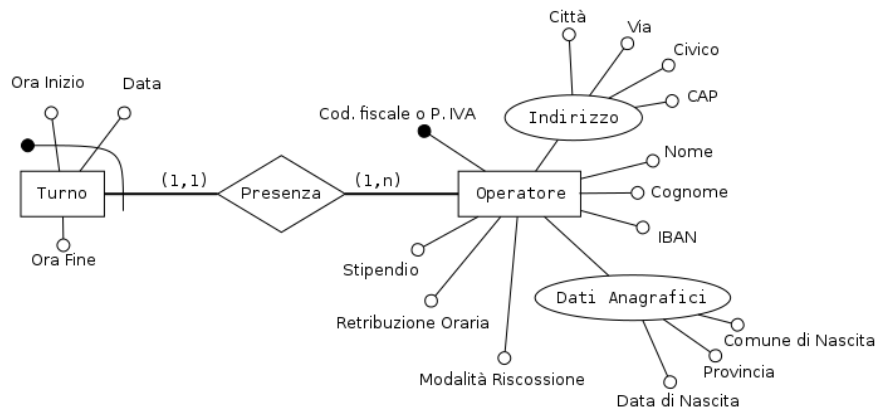 Città
Via
Civico
CAP
Indirizzo
Ora Inizio
Data
Cod. fiscale o P. IVA
Nome
Cognome
IBAN
Turno
(1,1)
Presenza
(1,n)
Operatore
Ora Fine
Stipendio
Retribuzione Oraria
Modalità Riscossione
Dati Anagrafici
Comune di Nascita
Provincia
Data di Nascita